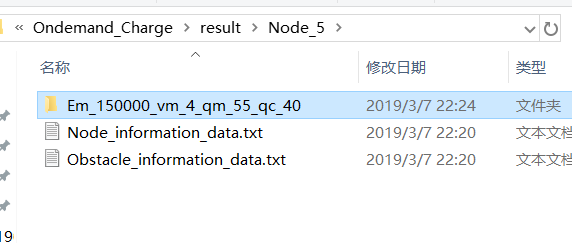 « Ondemand_Charge › result › Node_5 ›
名称 修改日期 类型
Em_150000_vm_4_qm_55_qc_40 2019/3/7 22:24 文件夹
Node_information_data.txt 2019/3/7 22:20 文本文档
Obstacle_information_data.txt 2019/3/7 22:20 文本文档
19